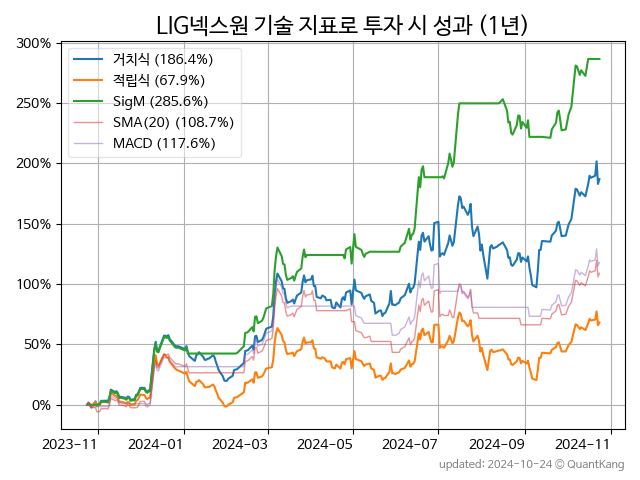 LIG넥스원 기술 지표로 투자 시 성과 (1년)
300%
250%
200%
150%
100%
50%
0%
거치식 (186.4%)
적립식 (67.9%)
SigM (285.6%)
SMA(20) (108.7%)
MACD (117.6%)
2023-11
2024-01
2024-03
2024-05
2024-07
2024-09
2024-11
updated: 2024-10-24 @ QuantKang